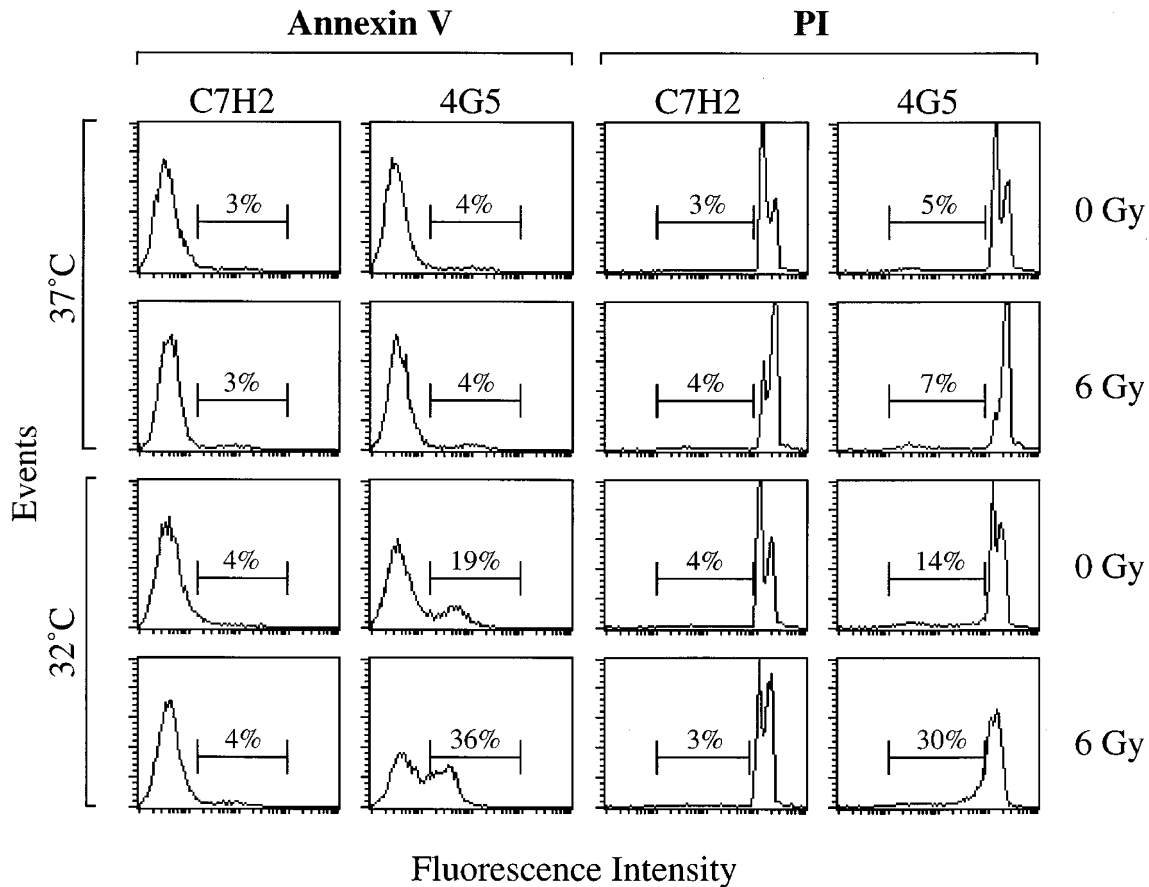 Annexin V PI
C7H2 4G5 C7H2 4G5
37°C
3% 4% 3% 5% 0 Gy
3% 4% 4% 7% 6 Gy
Events
32°C
4% 19% 4% 14% 0 Gy
4% 36% 3% 30% 6 Gy
Fluorescence Intensity